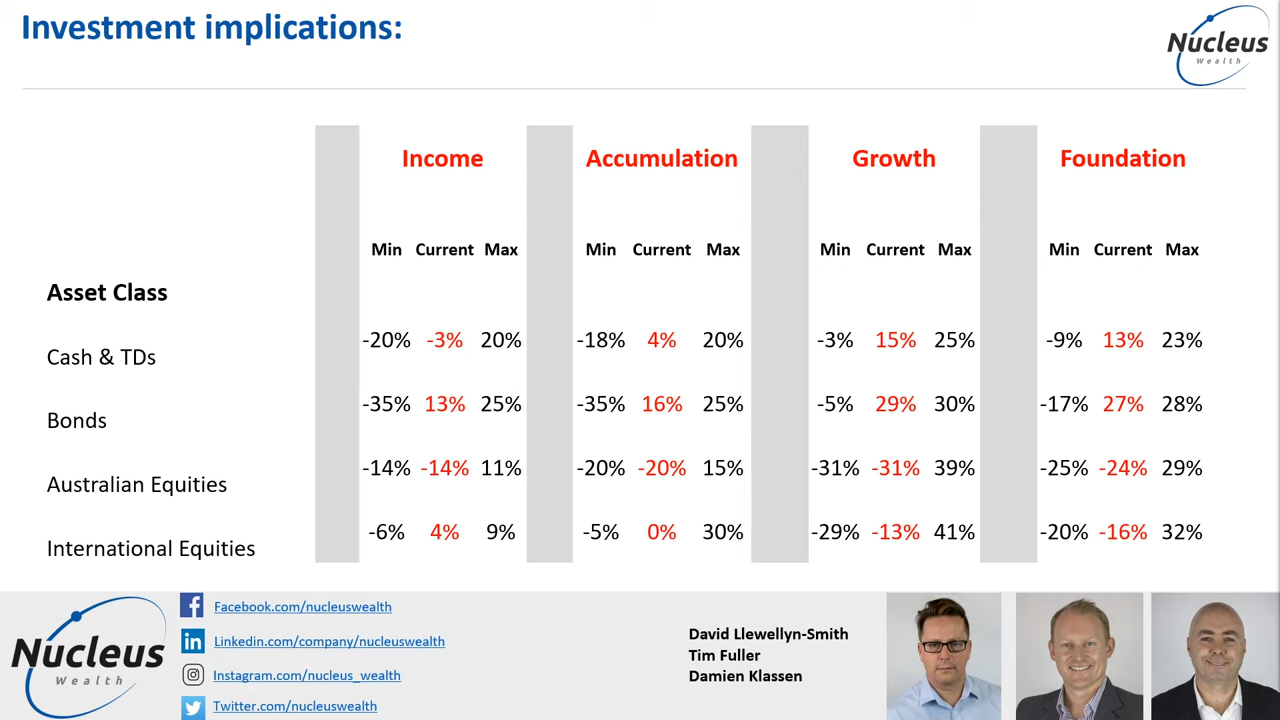 Investment implications:
Nucleus
Wealth
Income Accumulation Growth Foundation
Min Current Max Min Current Max Min Current Max Min Current Max
Asset Class
Cash & TDs -20% -3% 20% -18% 4% 20% -3% 15% 25% -9% 13% 23%
Bonds -35% 13% 25% -35% 16% 25% -5% 29% 30% -17% 27% 28%
Australian Equities -14% -14% 11% -20% -20% 15% -31% -31% 39% -25% -24% 29%
International Equities -6% 4% 9% -5% 0% 30% -29% -13% 41% -20% -16% 32%
Nucleus
Wealth
Facebook.com/nucleuswealth
Linkedin.com/company/nucleuswealth
Instagram.com/nucleus_wealth
Twitter.com/nucleuswealth
David Llewellyn-Smith
Tim Fuller
Damien Klassen